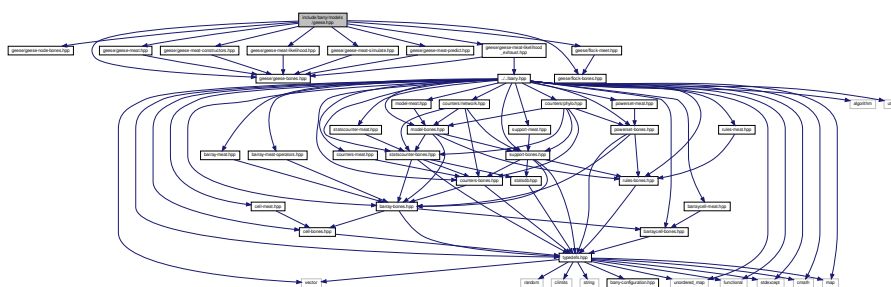 include/barry/models
/geese.hpp
geese/geese-node-bones.hpp
geese/geese-meat.hpp
geese/geese-meat-constructors.hpp
geese/geese-meat-likelihood.hpp
geese/geese-meat-simulate.hpp
geese/geese-meat-predict.hpp
geese/geese-meat-likelihood
_exhaust.hpp
geese/flock-meet.hpp
geese/geese-bones.hpp
../../barry.hpp
geese/flock-bones.hpp
model-meat.hpp
counters/network.hpp
counters/phylo.hpp
powerset-meat.hpp
algorithm
statscounter-meat.hpp
model-bones.hpp
support-meat.hpp
powerset-bones.hpp
rules-meat.hpp
barray-meat.hpp
barray-meat-operators.hpp
counters-meat.hpp
statscounter-bones.hpp
support-bones.hpp
counters-bones.hpp
statsdb.hpp
rules-bones.hpp
cell-meat.hpp
barray-bones.hpp
barraycell-meat.hpp
cell-bones.hpp
barraycell-bones.hpp
typedefs.hpp
vector
random
climits
string
barry-configuration.hpp
unordered_map
functional
stdexcept
cmath
map